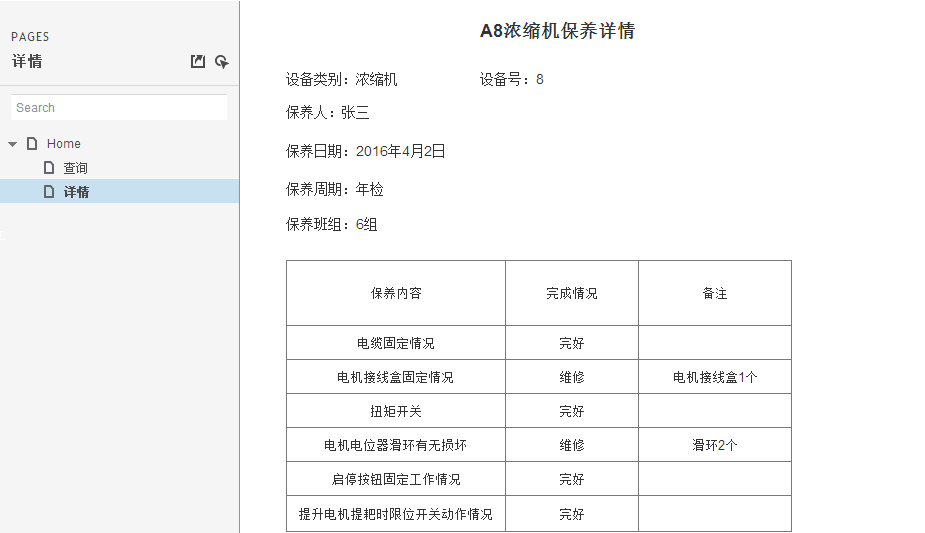 PAGES
详情
Search
Home
查询
详情
A8浓缩机保养详情
设备类别：浓缩机 设备号：8
保养人：张三
保养日期：2016年4月2日
保养周期：年检
保养班组：6组
保养内容 完成情况 备注
电缆固定情况 完好
电机接线盒固定情况 维修 电机接线盒1个
扭矩开关 完好
电机电位器滑环有无损坏 维修 滑环2个
启停按钮固定工作情况 完好
提升电机提耙时限位开关动作情况 完好